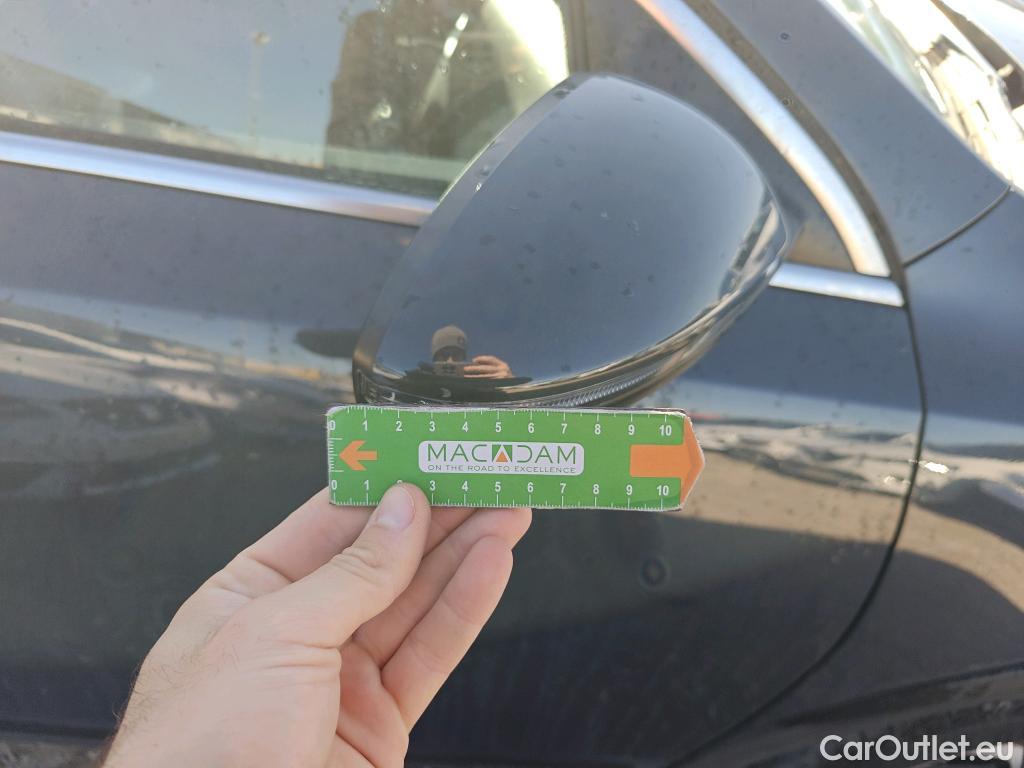 0 1 2 3 4 5 6 7 8 9 10
MACADAM
ON THE ROAD TO EXCELLENCE
0 1 2 3 4 5 6 7 8 9 10
CarOutlet.eu